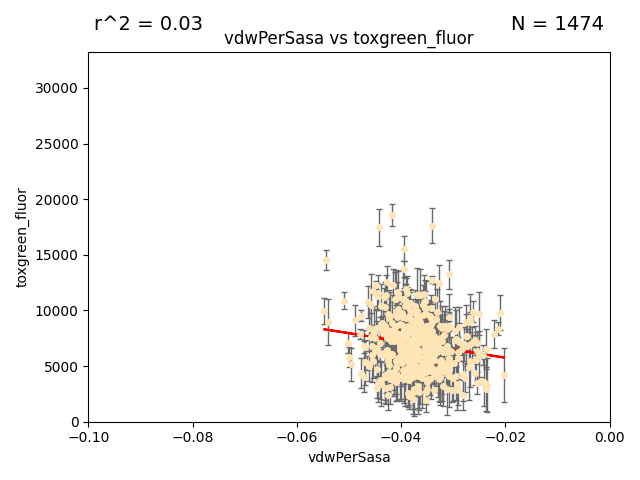 r^2 = 0.03
N = 1474
vdwPerSasa vs toxgreen_fluor
30000
25000
20000
15000
10000
5000
0
toxgreen_fluor
−0.10
−0.08
−0.06
−0.04
−0.02
0.00
vdwPerSasa